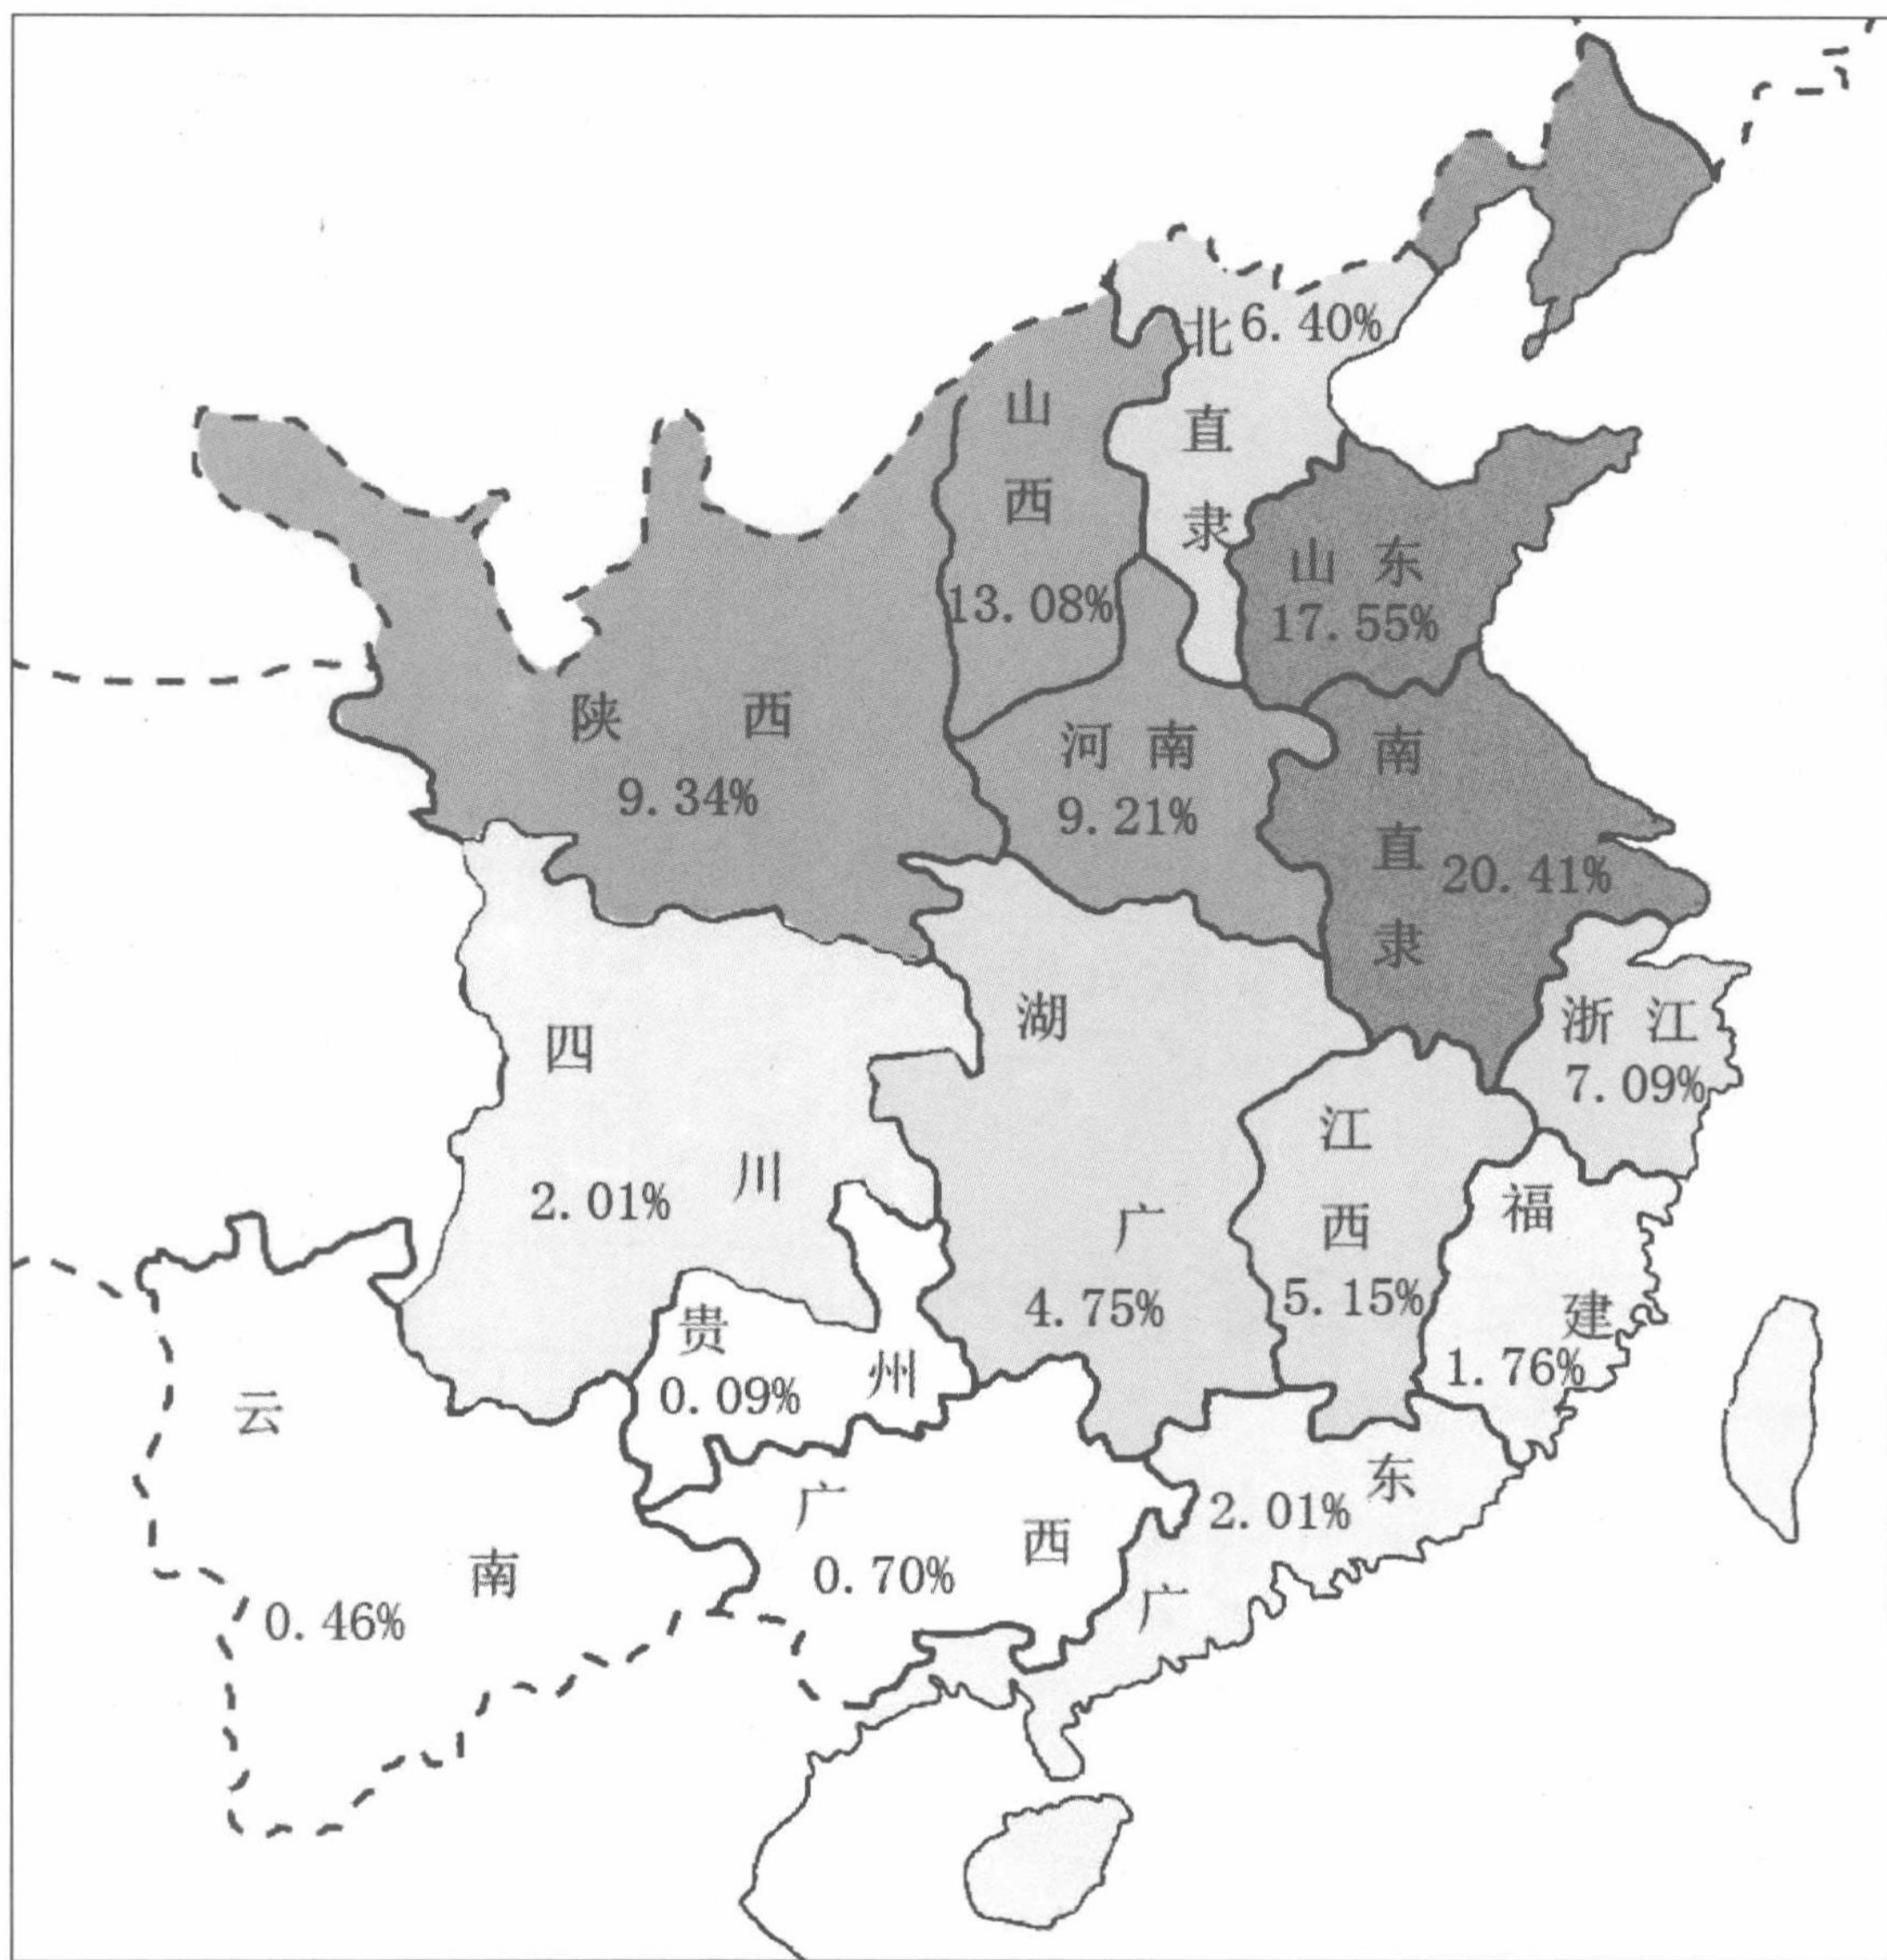 北直隶
6.40%
山西
13.08%
山东
17.55%
陕西
9.34%
河南
9.21%
南直隶
20.41%
浙江
7.09%
四川
2.01%
湖广
4.75%
江西
5.15%
福建
1.76%
贵州
0.09%
云南
0.46%
广西
0.70%
广东
2.01%